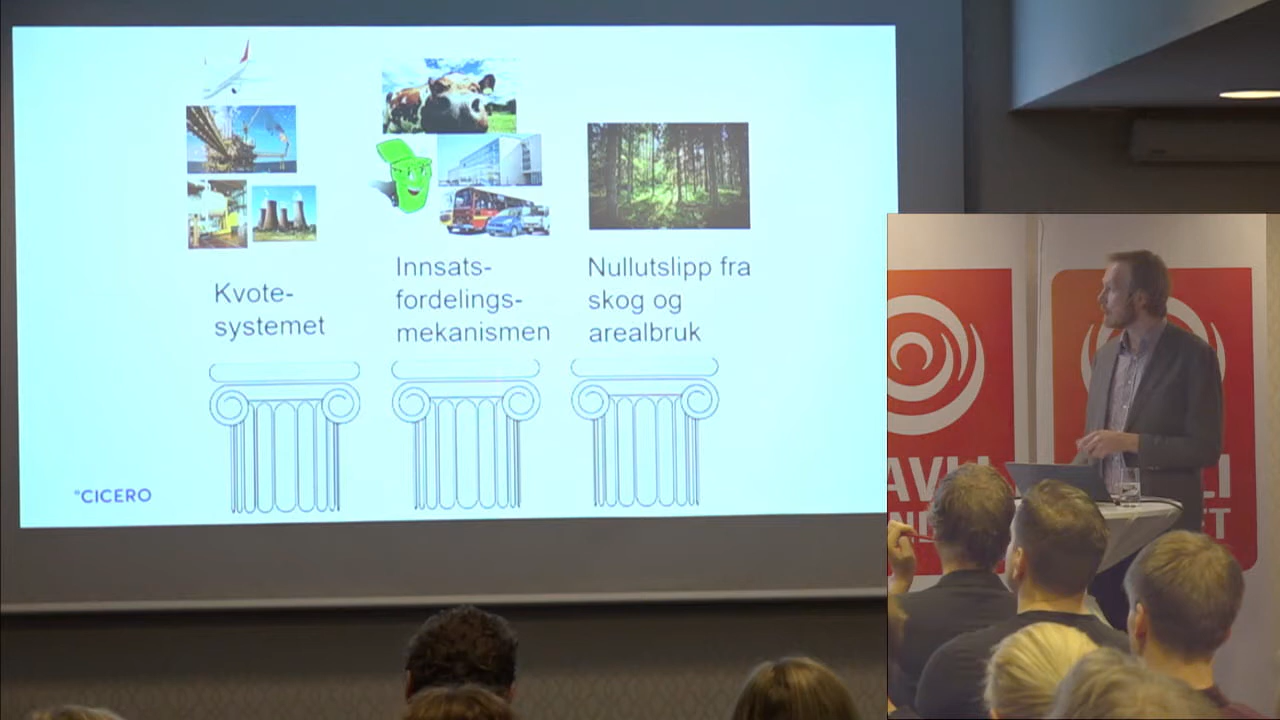 Kvote-
systemet
Innsats-
fordelings-
mekanismen
Nullutslipp fra
skog og
arealbruk
°CICERO